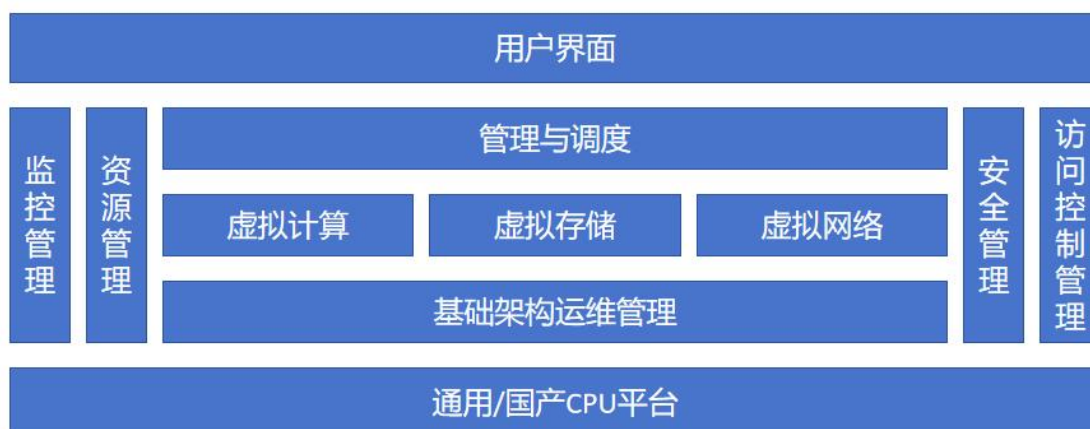 用户界面
监控管理
资源管理
管理与调度
虚拟计算
虚拟存储
虚拟网络
基础架构运维管理
安全管理
访问控制管理
通用/国产CPU平台